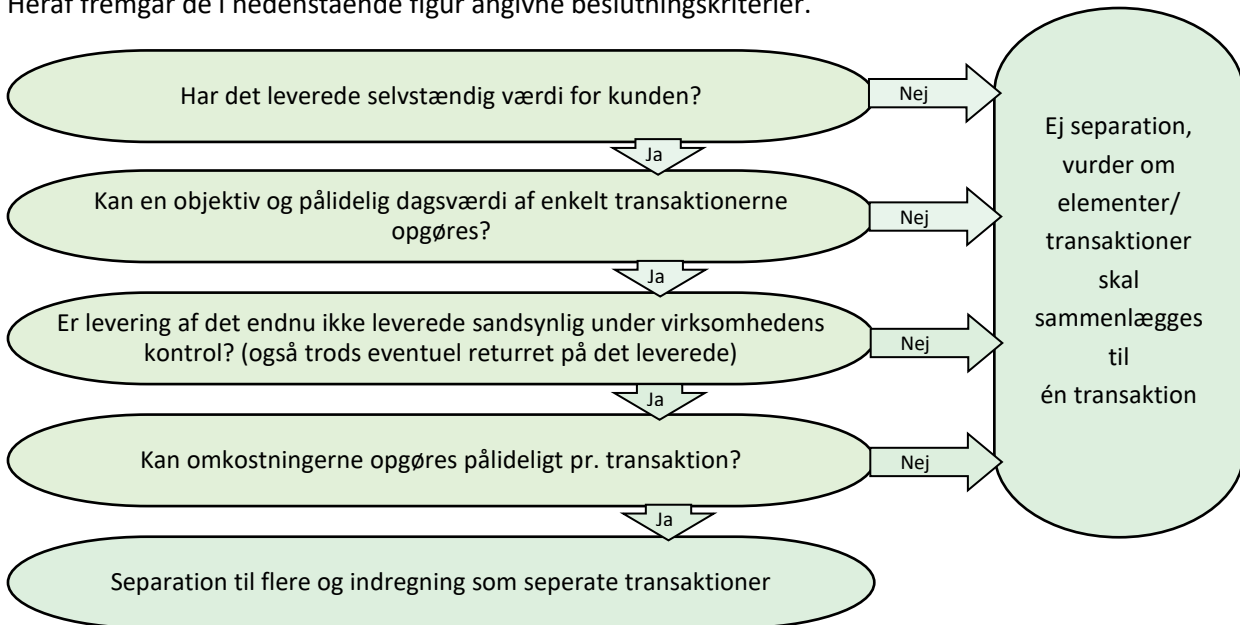 Heraf fremgår de i nedenstående figur angivne beslutningskriterier.
Har det leverede selvstændig værdi for kunden?
Nej
Ja
Kan en objektiv og pålidelig dagsværdi af enkelt transaktionerne
opgøres?
Nej
Ja
Er levering af det endnu ikke leverede sandsynlig under virksomhedens
kontrol? (også trods eventuel returret på det leverede)
Nej
Ja
Kan omkostningerne opgøres pålideligt pr. transaktion?
Nej
Ja
Separation til flere og indregning som seperate transaktioner
Ej separation,
vurder om
elementer/
transaktioner
skal
sammenlægges
til
én transaktion